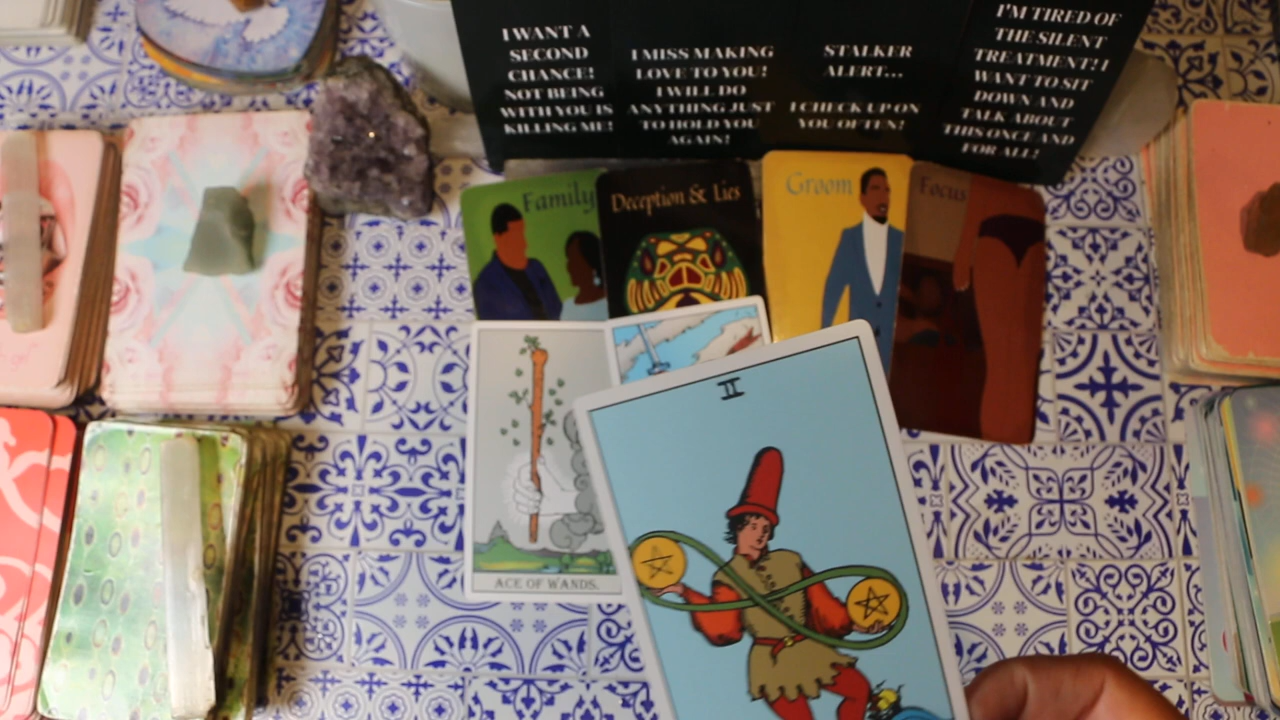 I WANT A
SECOND
CHANCE!
NOT BEING
WITH YOU IS
KILLING ME!
I MISS MAKING
LOVE TO YOU!
I WILL DO
ANYTHING JUST
TO HOLD YOU
AGAIN!
STALKER
ALERT...
I CHECK UP ON
YOU OFTEN!
I'M TIRED OF
THE SILENT
TREATMENT! I
WANT TO SIT
DOWN AND
TALK ABOUT
THIS ONCE AND
FOR ALL!
Family
Deception & Lies
Groom
Focus
II
ACE OF WANDS.